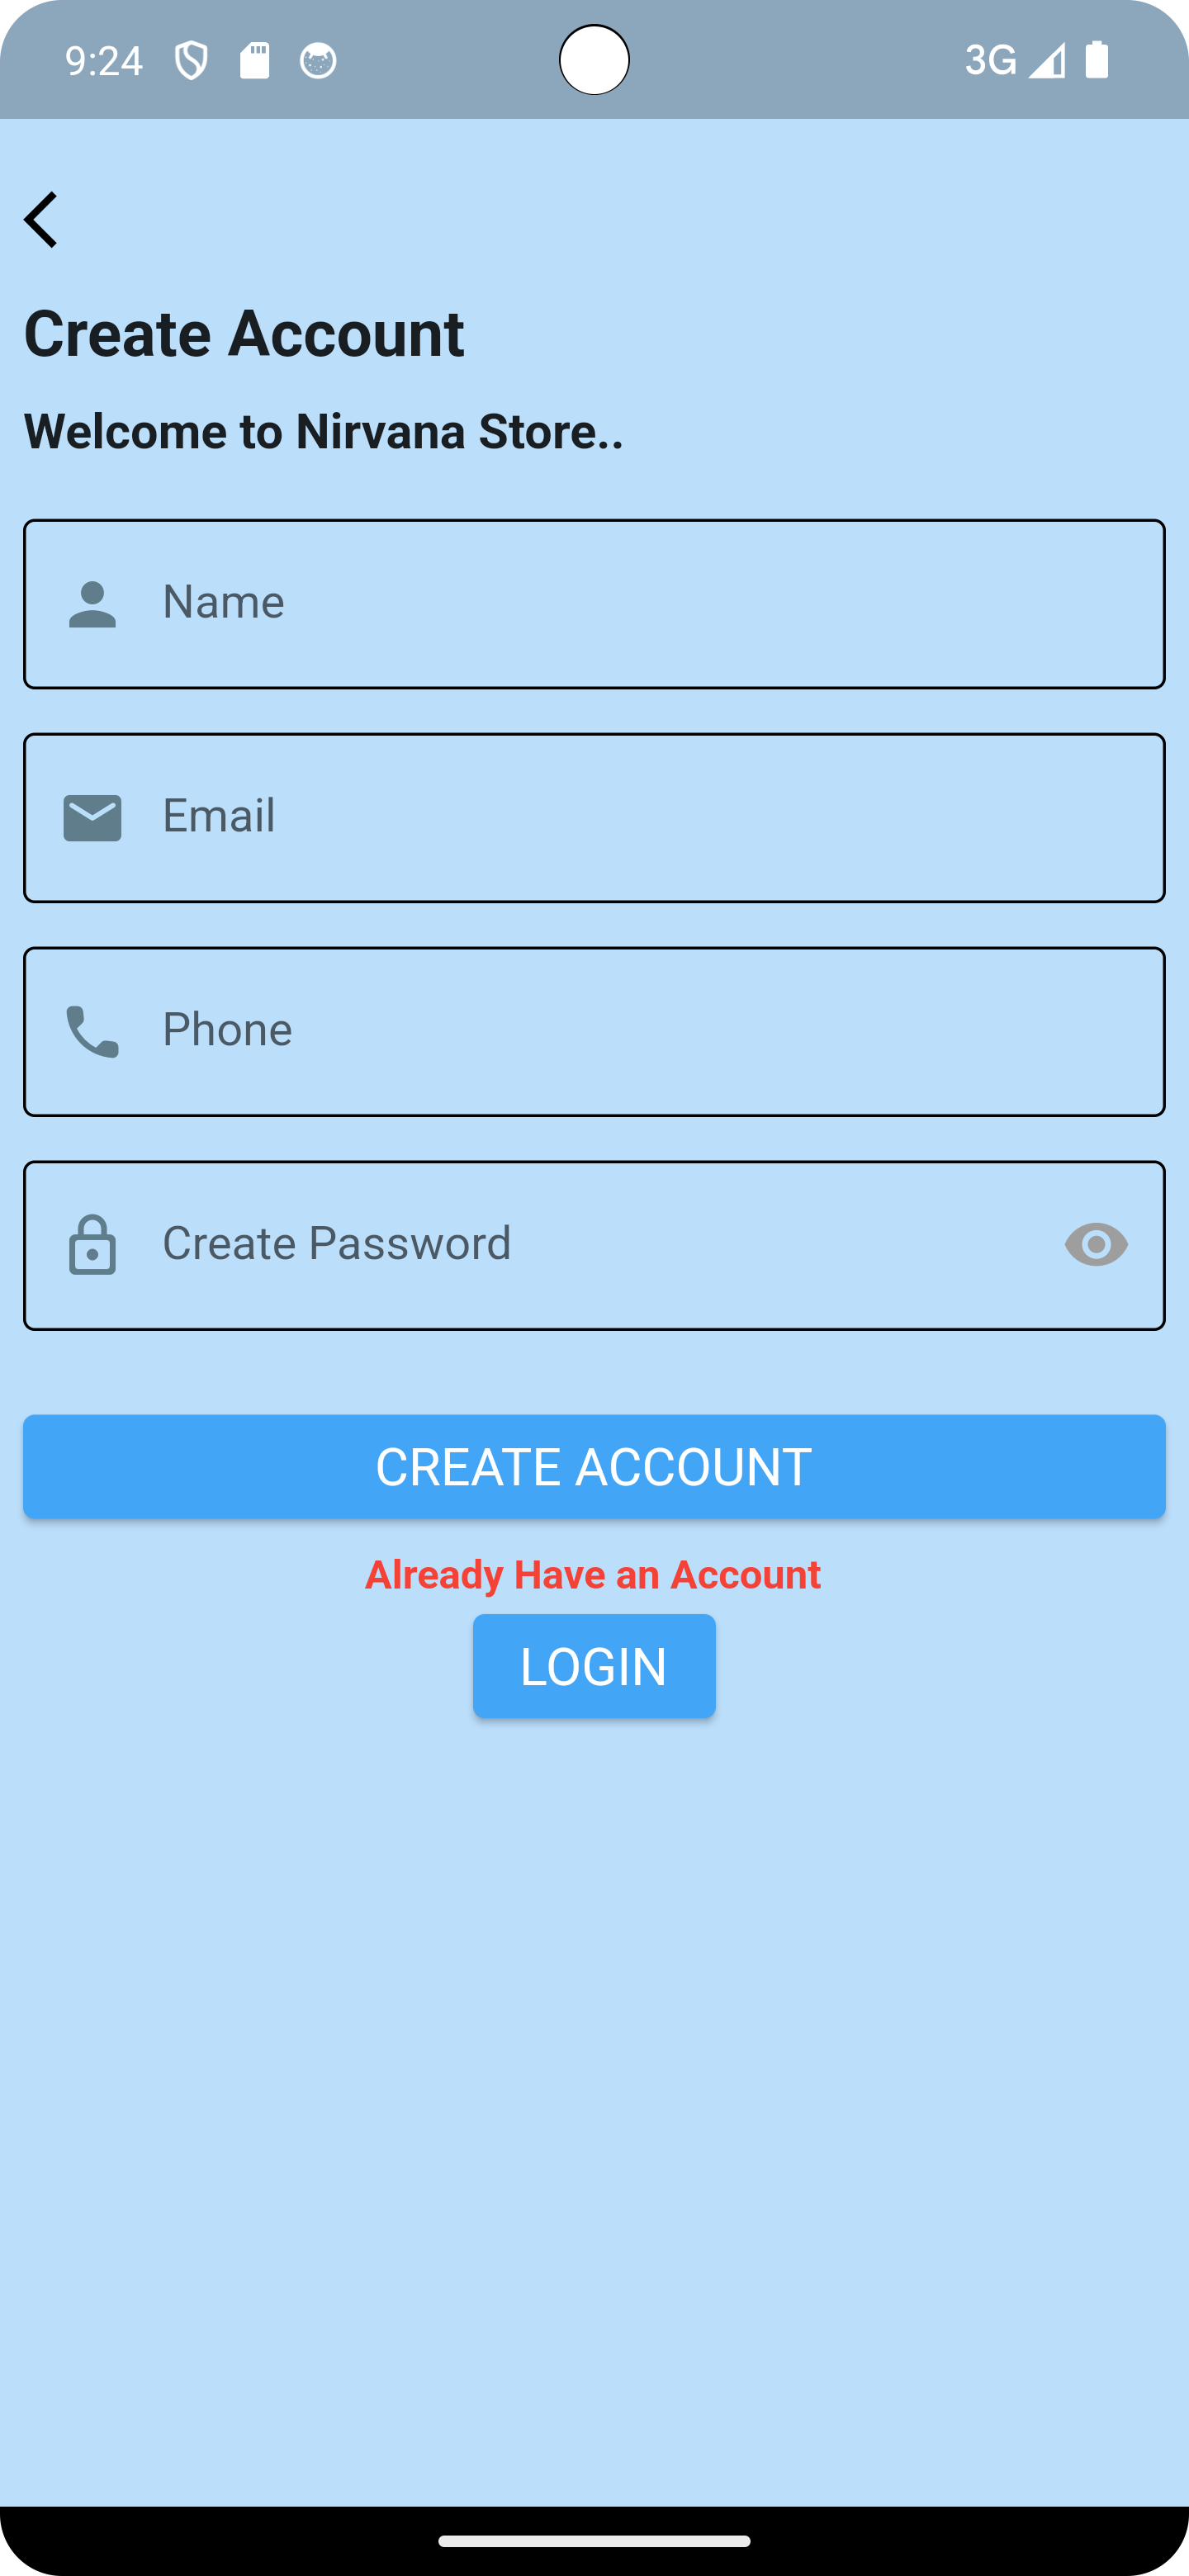 9:24
3G
Create Account
Welcome to Nirvana Store..
Name
Email
Phone
Create Password
CREATE ACCOUNT
Already Have an Account
LOGIN